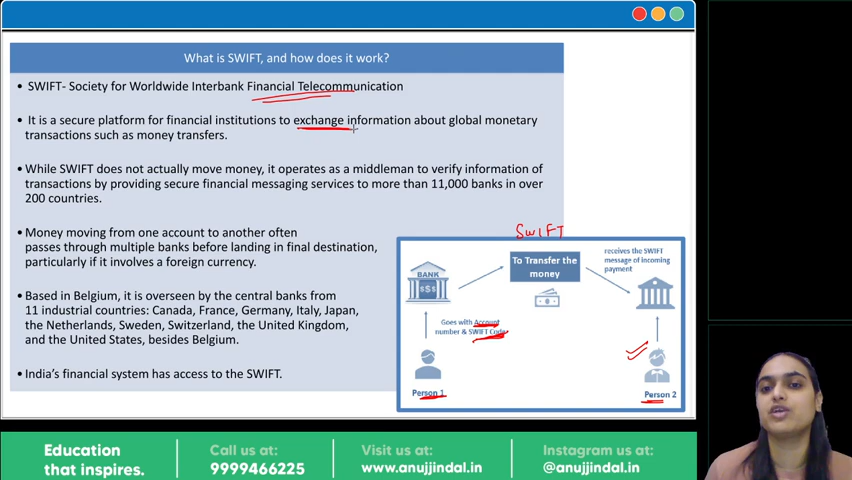 What is SWIFT, and how does it work?
• SWIFT- Society for Worldwide Interbank Financial Telecommunication
• It is a secure platform for financial institutions to exchange information about global monetary
transactions such as money transfers.
• While SWIFT does not actually move money, it operates as a middleman to verify information of
transactions by providing secure financial messaging services to more than 11,000 banks in over
200 countries.
• Money moving from one account to another often
passes through multiple banks before landing in final destination,
particularly if it involves a foreign currency.
• Based in Belgium, it is overseen by the central banks from
11 industrial countries: Canada, France, Germany, Italy, Japan,
the Netherlands, Sweden, Switzerland, the United Kingdom,
and the United States, besides Belgium.
• India's financial system has access to the SWIFT.
SWIFT
BANK
$$$
To Transfer the
money
receives the SWIFT
message of incoming
payment
Goes with Account
number & SWIFT Code
Person 1
Person 2
Education
that inspires.
Call us at:
9999466225
Visit us at:
www.anujjindal.in
Instagram us at:
@anujjindal.in